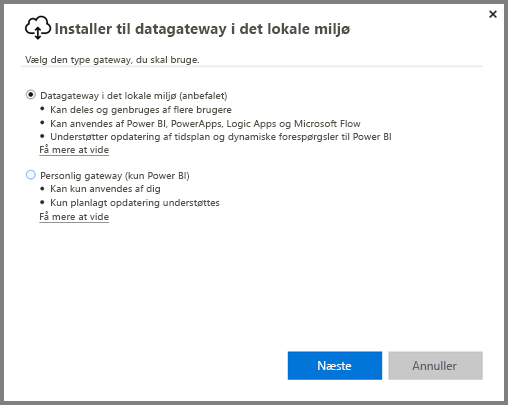 Installer til datagateway i det lokale miljø
Vælg den type gateway, du skal bruge.
Datagateway i det lokale miljø (anbefalet)
• Kan deles og genbruges af flere brugere
• Kan anvendes af Power BI, PowerApps, Logic Apps og Microsoft Flow
• Understøtter opdatering af tidsplan og dynamiske forespørgsler til Power BI
Få mere at vide
Personlig gateway (kun Power BI)
• Kan kun anvendes af dig
• Kun planlagt opdatering understøttes
Få mere at vide
Næste
Annuller